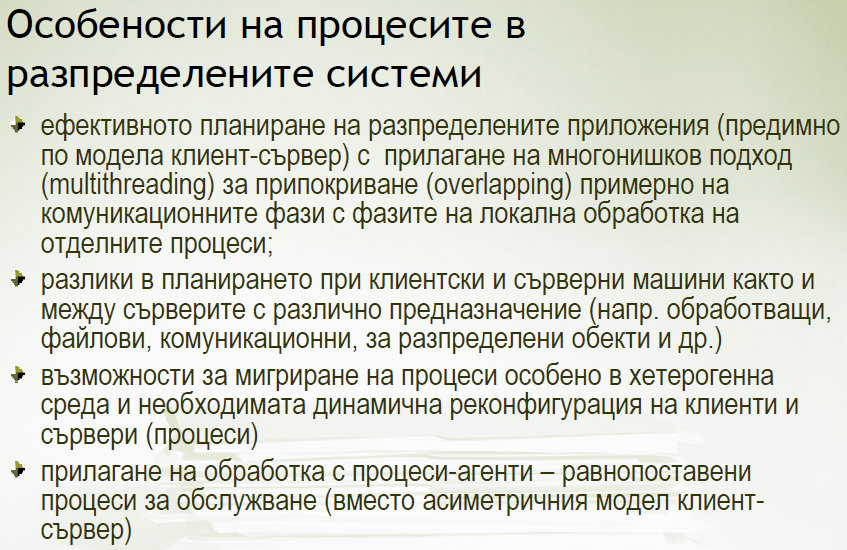 Особености на процесите в
разпределените системи
ефективното планиране на разпределените приложения (предимно
по модела клиент-сървер) с прилагане на многонишков подход
(multithreading) за припокриване (overlapping) примерно на
комуникационните фази с фазите на локална обработка на
отделните процеси;
разлики в планирането при клиентски и сърверни машини както и
между сърверите с различно предназначение (напр. обработващи,
файлови, комуникационни, за разпределени обекти и др.)
възможности за мигриране на процеси особено в хетерогенна
среда и необходимата динамична реконфигурация на клиенти и
сървери (процеси)
прилагане на обработка с процеси-агенти – равнопоставени
процеси за обслужване (вместо асиметричния модел клиент-
сървер)